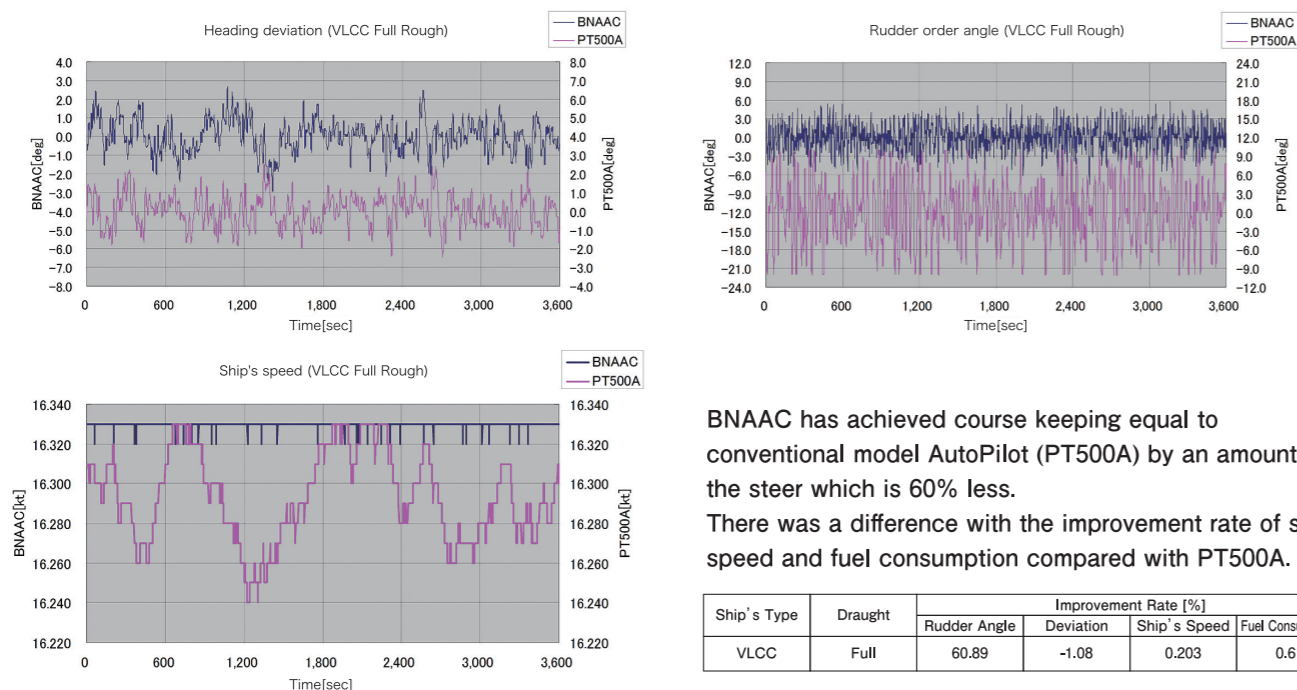 Heading deviation (VLCC Full Rough)
BNAAC
PT500A
4.0
3.0
2.0
1.0
0.0
-1.0
-2.0
-3.0
-4.0
-5.0
-6.0
-7.0
-8.0
BNAAC[deg]
8.0
7.0
6.0
5.0
4.0
3.0
2.0
1.0
0.0
-1.0
-2.0
-3.0
-4.0
PT500A[deg]
0 600 1,200 1,800 2,400 3,000 3,600
Time[sec]
Rudder order angle (VLCC Full Rough)
BNAAC
PT500A
12.0
9.0
6.0
3.0
0.0
-3.0
-6.0
-9.0
-12.0
-15.0
-18.0
-21.0
-24.0
BNAAC[deg]
24.0
21.0
18.0
15.0
12.0
9.0
6.0
3.0
0.0
-3.0
-6.0
-9.0
-12.0
PT500A[deg]
0 600 1,200 1,800 2,400 3,000 3,600
Time[sec]
Ship's speed (VLCC Full Rough)
BNAAC
PT500A
16.340
16.320
16.300
16.280
16.260
16.240
16.220
BNAAC[kt]
16.340
16.330
16.320
16.310
16.300
16.290
16.280
16.270
16.260
PT500A[kt]
0 600 1,200 1,800 2,400 3,000 3,600
Time[sec]
BNAAC has achieved course keeping equal to
conventional model AutoPilot (PT500A) by an amount
the steer which is 60% less.
There was a difference with the improvement rate of
speed and fuel consumption compared with PT500A.
Ship's Type Draught Improvement Rate [%]
Rudder Angle Deviation Ship's Speed Fuel
VLCC Full 60.89 -1.08 0.203